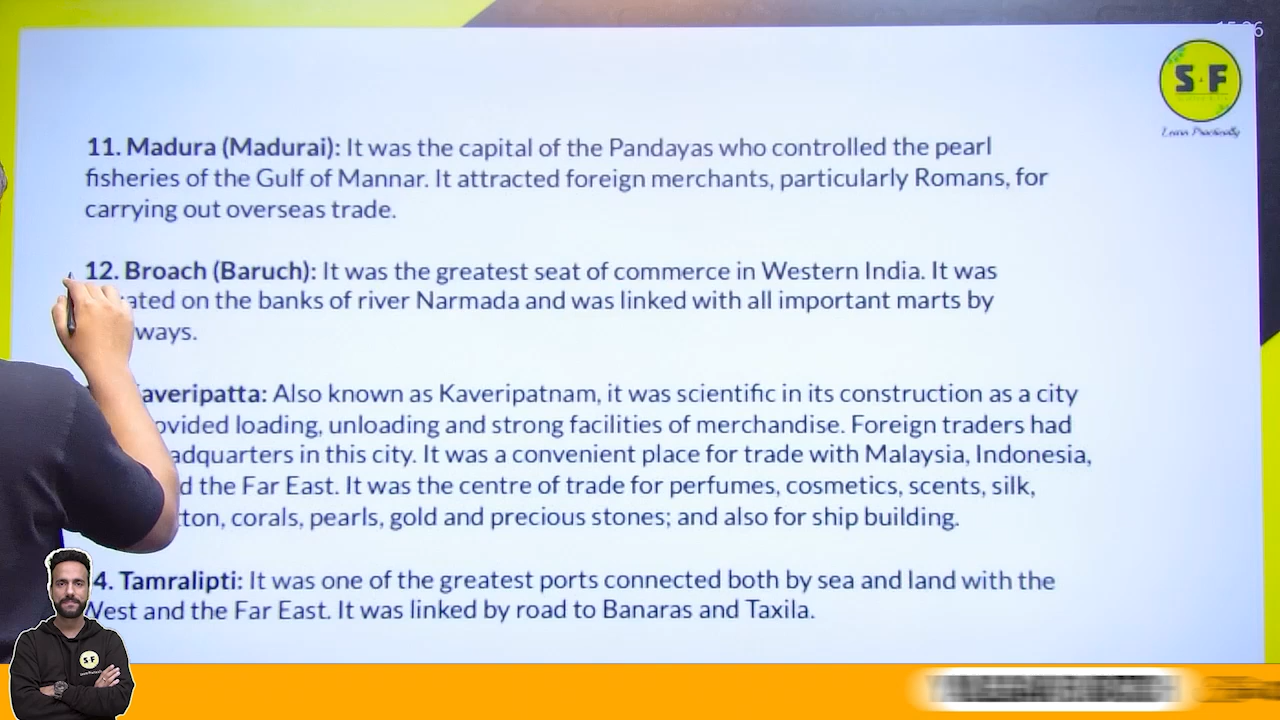 S F
Learn Practically
11. Madura (Madurai): It was the capital of the Pandayas who controlled the pearl
fisheries of the Gulf of Mannar. It attracted foreign merchants, particularly Romans, for
carrying out overseas trade.
12. Broach (Baruch): It was the greatest seat of commerce in Western India. It was
on the banks of river Narmada and was linked with all important marts by
Also known as Kaveripatnam, it was scientific in its construction as a city
loading, unloading and strong facilities of merchandise. Foreign traders had
in this city. It was a convenient place for trade with Malaysia, Indonesia,
the Far East. It was the centre of trade for perfumes, cosmetics, scents, silk,
corals, pearls, gold and precious stones; and also for ship building.
Tamralipti: It was one of the greatest ports connected both by sea and land with the
West and the Far East. It was linked by road to Banaras and Taxila.
S F